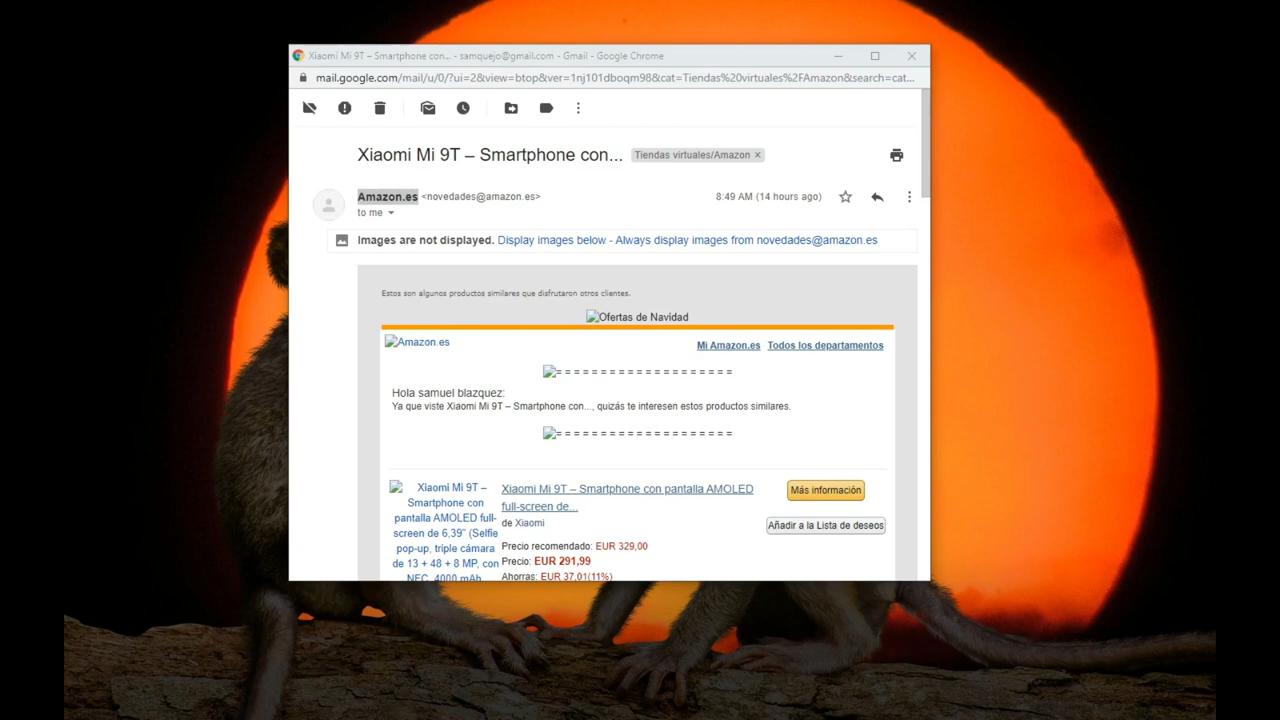 Xiaomi Mi 9T – Smartphone con... - samquejo@gmail.com - Gmail - Google Chrome
mail.google.com/mail/u/0/?ui=2&view=btop&ver=1nj101dboqm98&cat=Tiendas%20virtuales%2FAmazon&search=cat...
Xiaomi Mi 9T – Smartphone con... Tiendas virtuales/Amazon ×
Amazon.es <novedades@amazon.es> 8:49 AM (14 hours ago)
to me
Images are not displayed. Display images below - Always display images from novedades@amazon.es
Estos son algunos productos similares que disfrutaron otros clientes.
Ofertas de Navidad
Amazon.es
Mi Amazon.es Todos los departamentos
= = = = = = = = = = = = = = = = = = = =
Hola samuel blazquez:
Ya que viste Xiaomi Mi 9T – Smartphone con..., quizás te interesen estos productos similares.
= = = = = = = = = = = = = = = = = = = =
Xiaomi Mi 9T –
Smartphone con
pantalla AMOLED full-
screen de 6,39" (Selfie
pop-up, triple cámara
de 13 + 48 + 8 MP, con
NFC, 4000 mAh
Xiaomi Mi 9T – Smartphone con pantalla AMOLED
full-screen de...
de Xiaomi
Precio recomendado: EUR 329,00
Precio: EUR 291,99
Ahorras: EUR 37,01(11%)
Más información
Añadir a la Lista de deseos